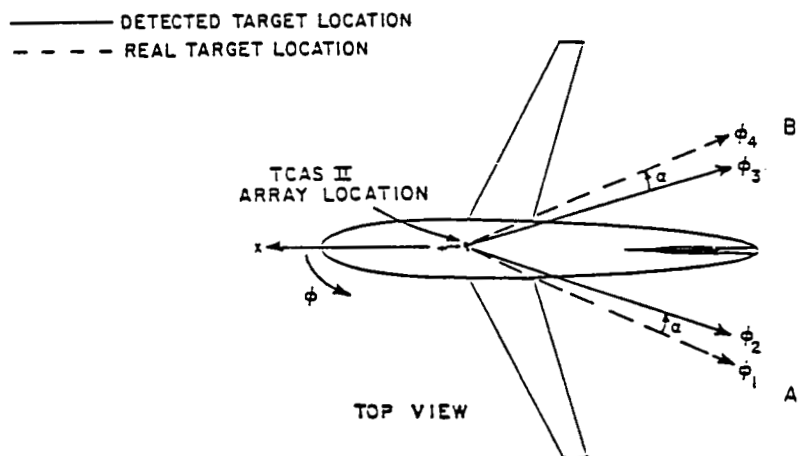 DETECTED TARGET LOCATION
REAL TARGET LOCATION
B
ϕ4
ϕ3
α
TCAS II
ARRAY LOCATION
x
ϕ
α
ϕ2
ϕ1
A
TOP VIEW